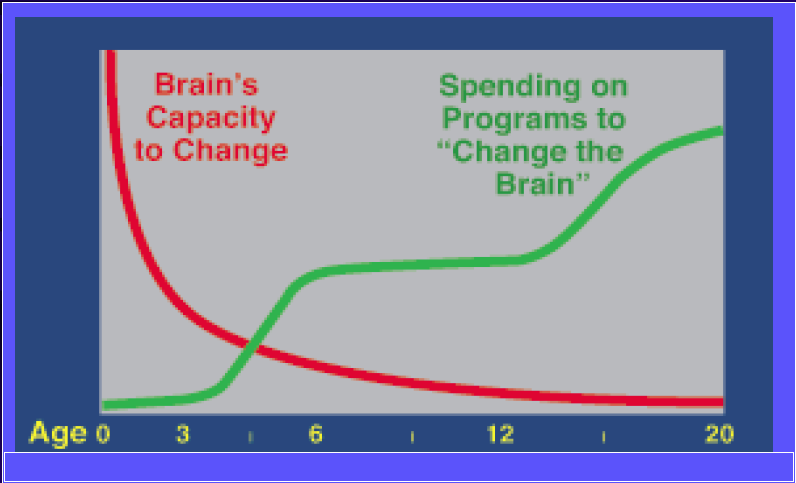 Brain's
Capacity
to Change
Spending on
Programs to
“Change the
Brain”
Age 0 3 6 12 20